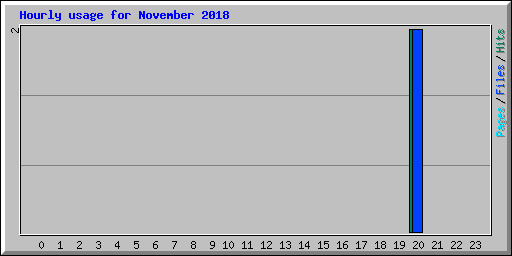 Hourly usage for November 2018
2
Pages/Files/Hits
0 1 2 3 4 5 6 7 8 9 10 11 12 13 14 15 16 17 18 19 20 21 22 23